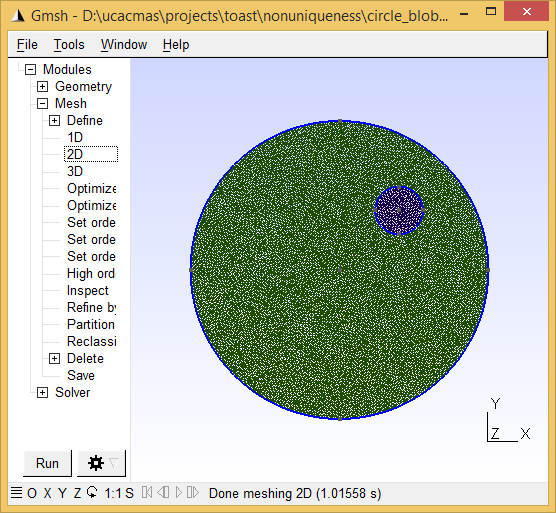 Gmsh - D:\ucacmas\projects\toast\nonuniqueness\circle_blob...
File Tools Window Help
Modules
Geometry
Mesh
Define
1D
2D
3D
Optimize
Optimize
Set orde
Set orde
Set orde
High ord
Inspect
Refine by
Partition
Reclassi
Delete
Save
Solver
Y
Z X
Run
O X Y Z 1:1 S Done meshing 2D (1.01558 s)